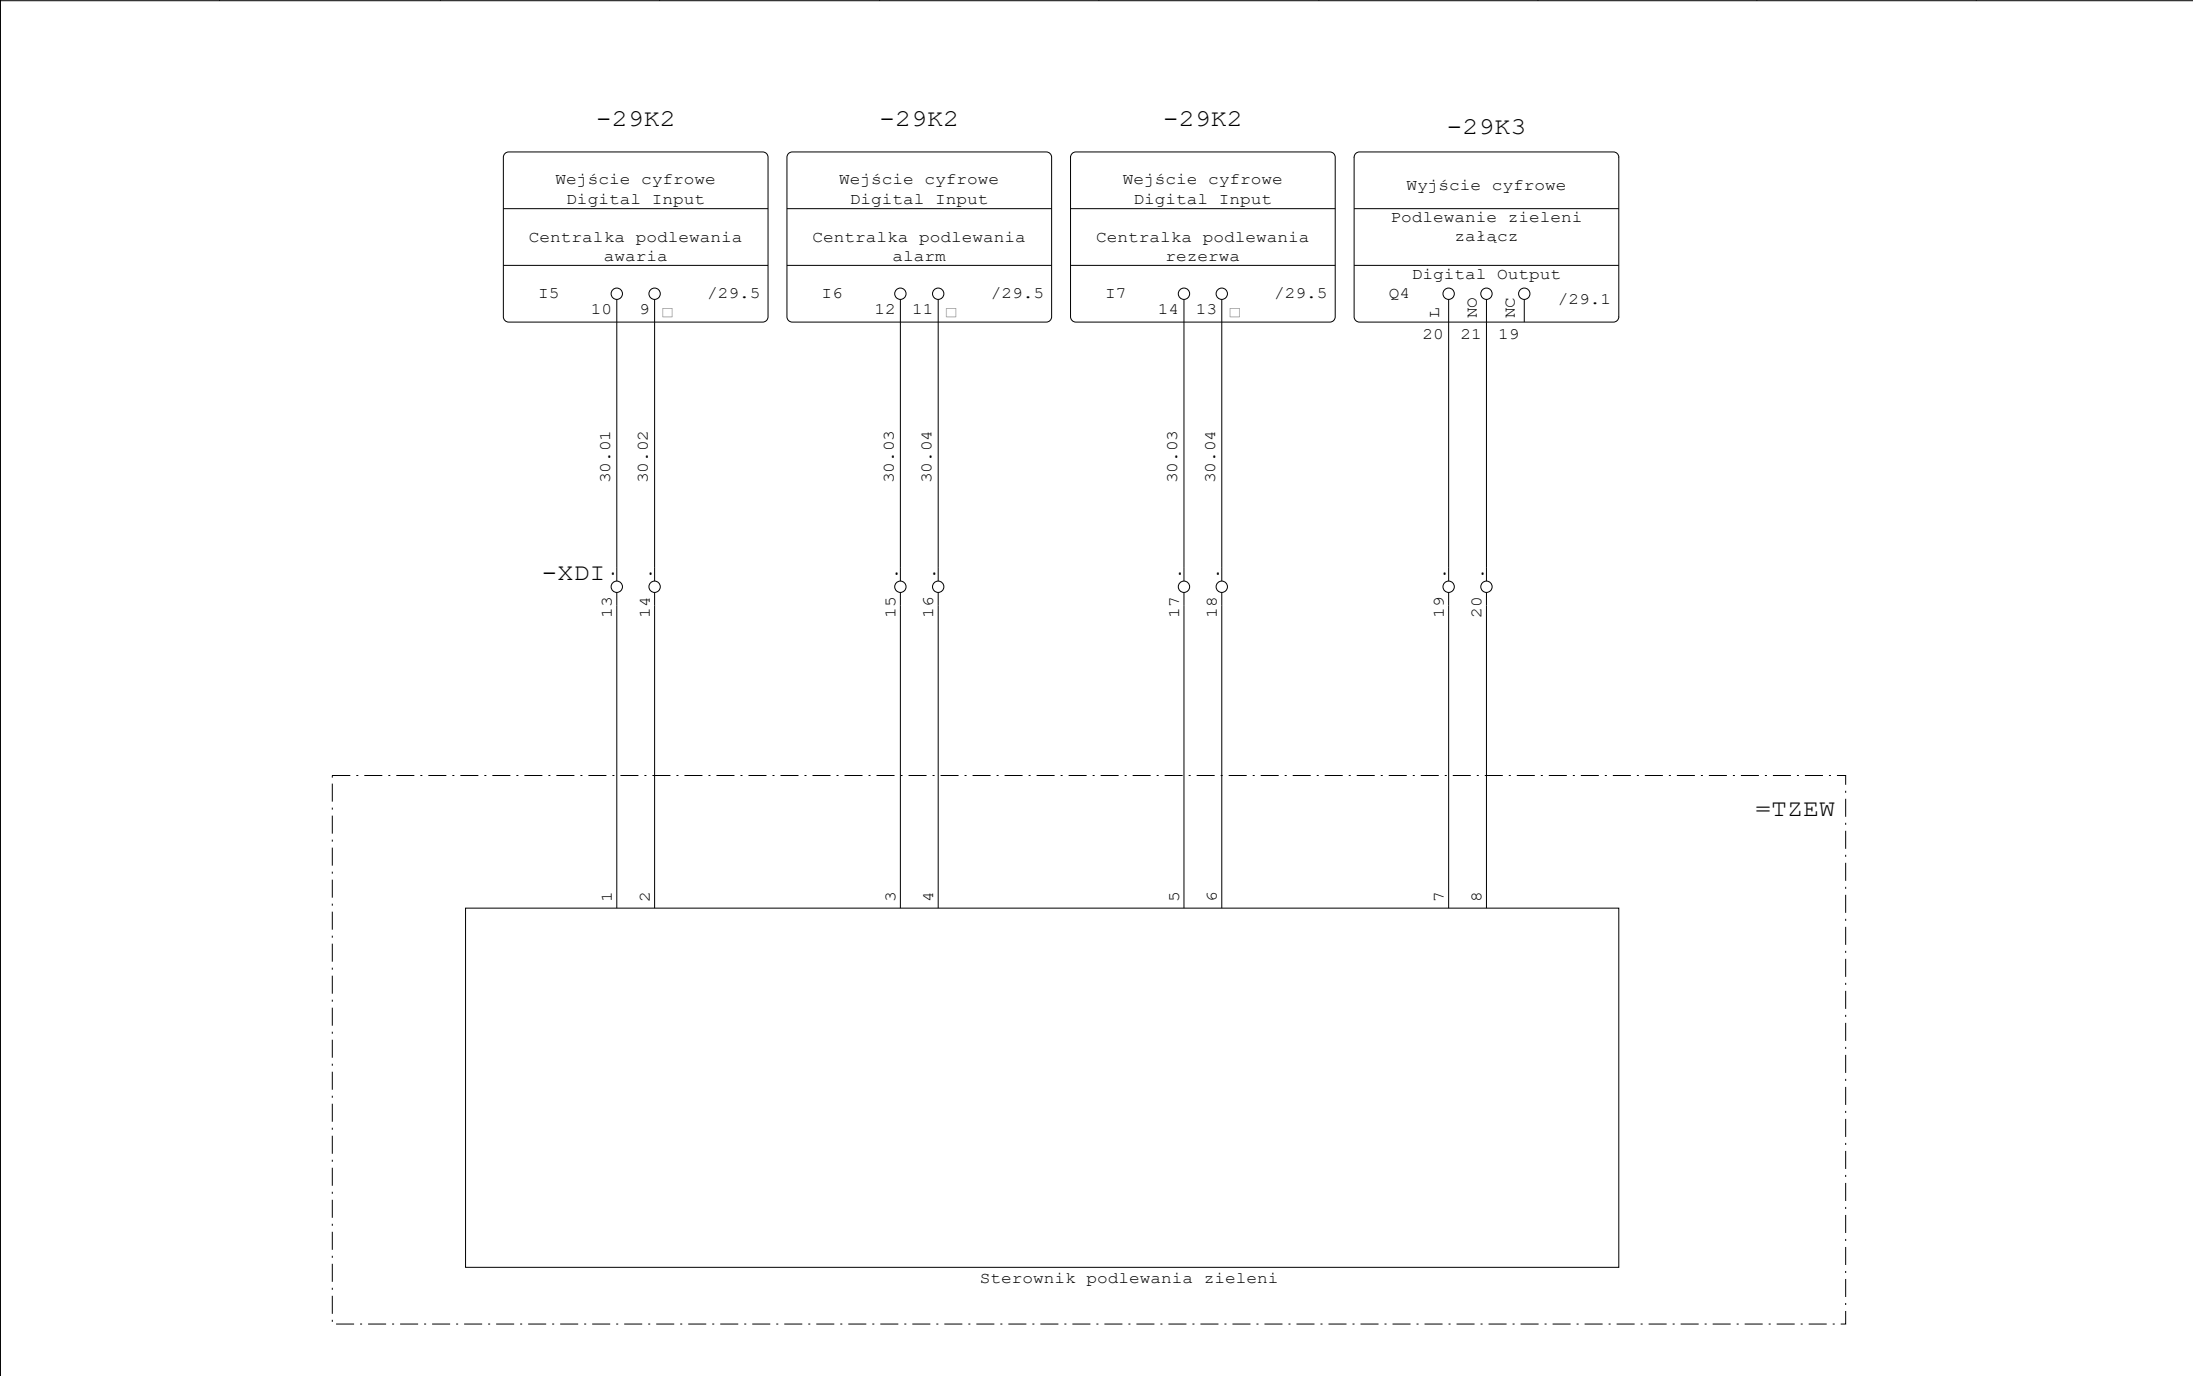 -29K2
-29K2
-29K2
-29K3
Wejście cyfrowe
Digital Input
Centralka podlewania
awaria
I5
10
9
/29.5
Wejście cyfrowe
Digital Input
Centralka podlewania
alarm
I6
12
11
/29.5
Wejście cyfrowe
Digital Input
Centralka podlewania
rezerwa
I7
14
13
/29.5
Wyjście cyfrowe
Podlewanie zieleni
załącz
Digital Output
Q4
L
NO
NC
/29.1
20
21
19
30.01
30.02
30.03
30.04
30.03
30.04
-XDI
13
14
15
16
17
18
19
20
=TZEW
1
2
3
4
5
6
7
8
Sterownik podlewania zieleni